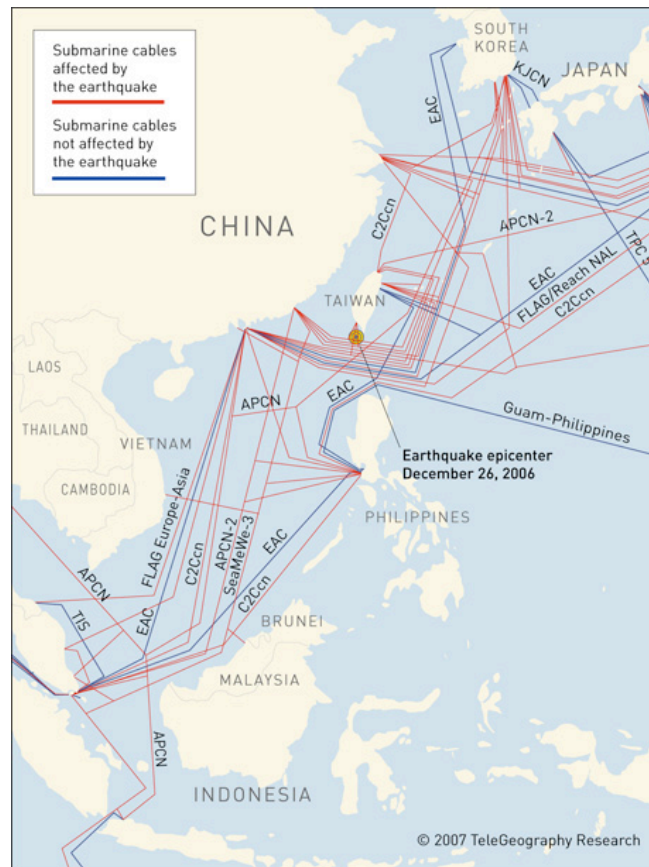 Submarine cables
affected by
the earthquake
Submarine cables
not affected by
the earthquake
SOUTH
KOREA
KJCN
JAPAN
EAC
CHINA
C2Ccn
APCN-2
TPC 5
EAC
FLAG/Reach NAL
C2Ccn
TAIWAN
LAOS
THAILAND
VIETNAM
CAMBODIA
APCN
EAC
Guam-Philippines
Earthquake epicenter
December 26, 2006
PHILIPPINES
FLAG Europe-Asia
C2Ccn
APCN-2
SeaMeWe-3
EAC
C2Ccn
APCN
TIS
EAC
BRUNEI
MALAYSIA
APCN
INDONESIA
© 2007 TeleGeography Research